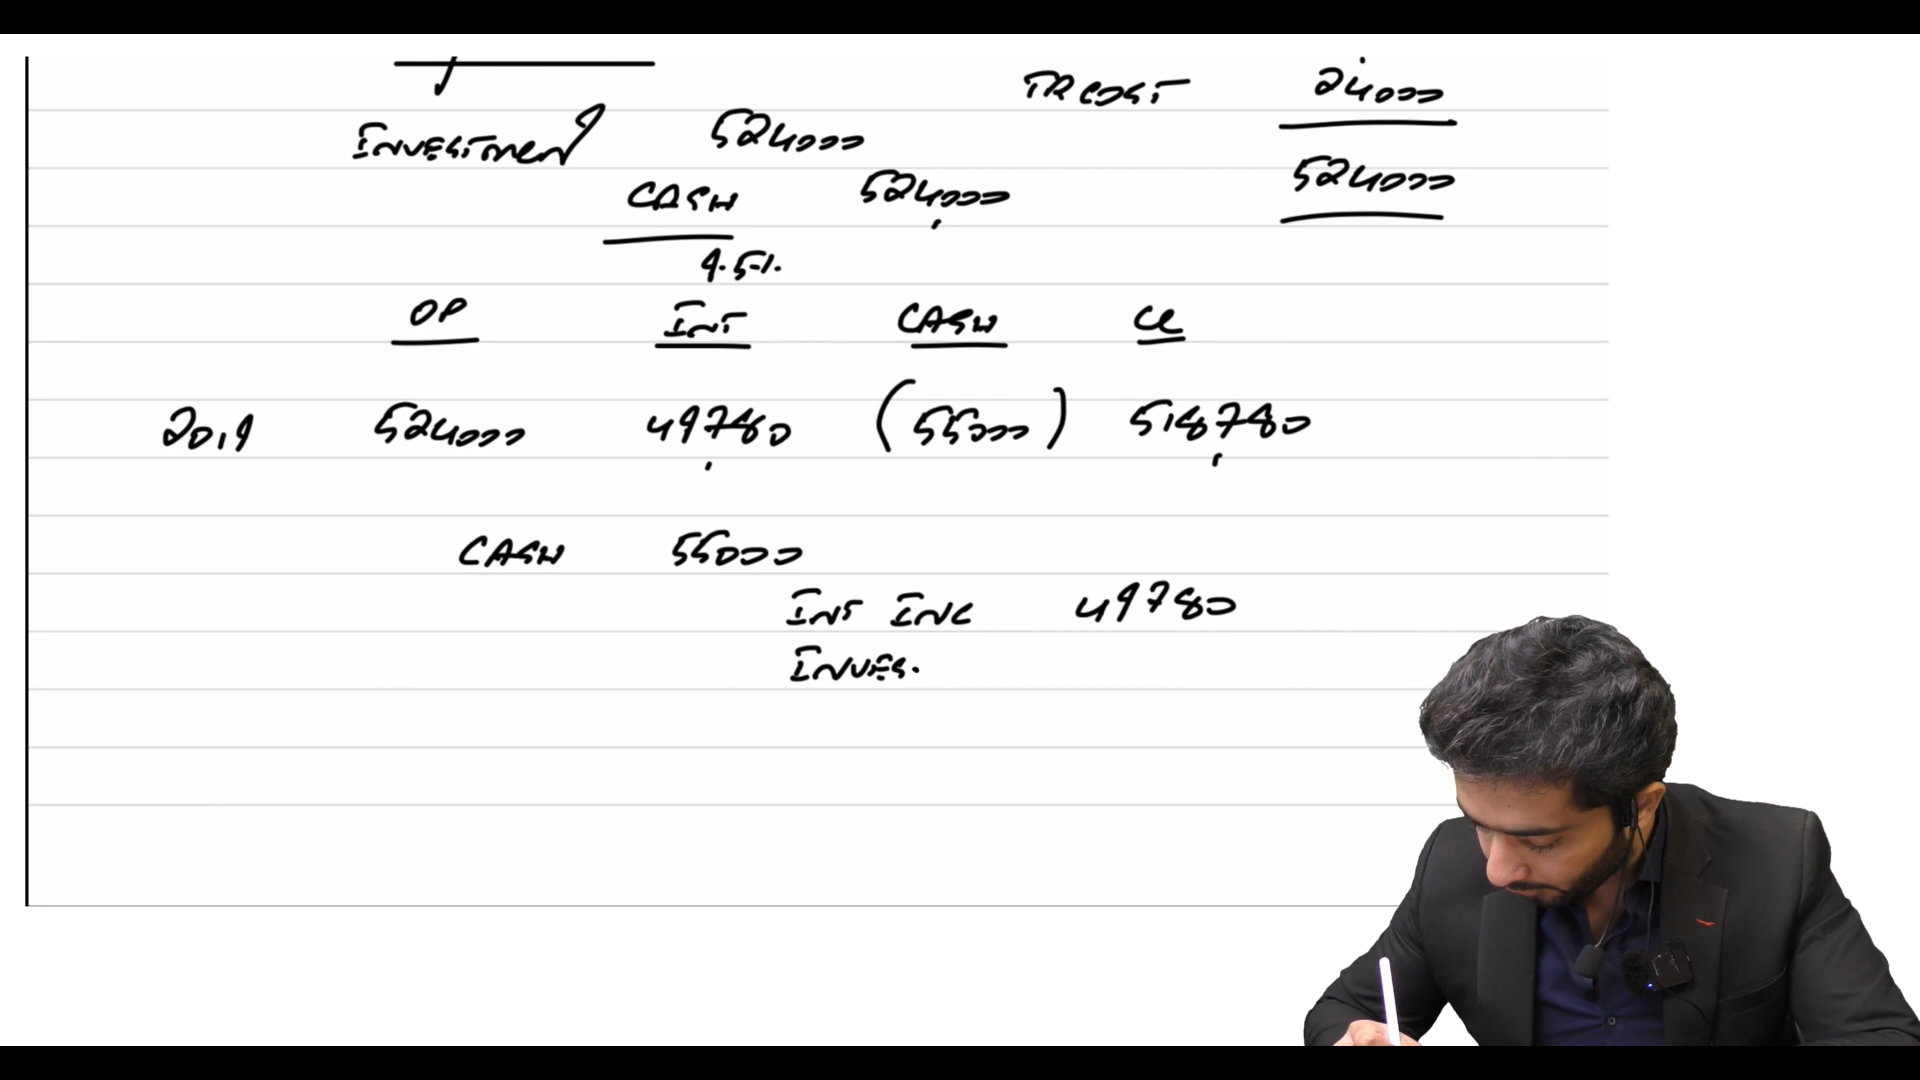 TR COST 24000
Investment 524000
CASH 524000 524000
9.5%
OP INT CASH CL
2019 524000 49780 (55000) 518780
CASH 55000
INT INC 49780
INVES.